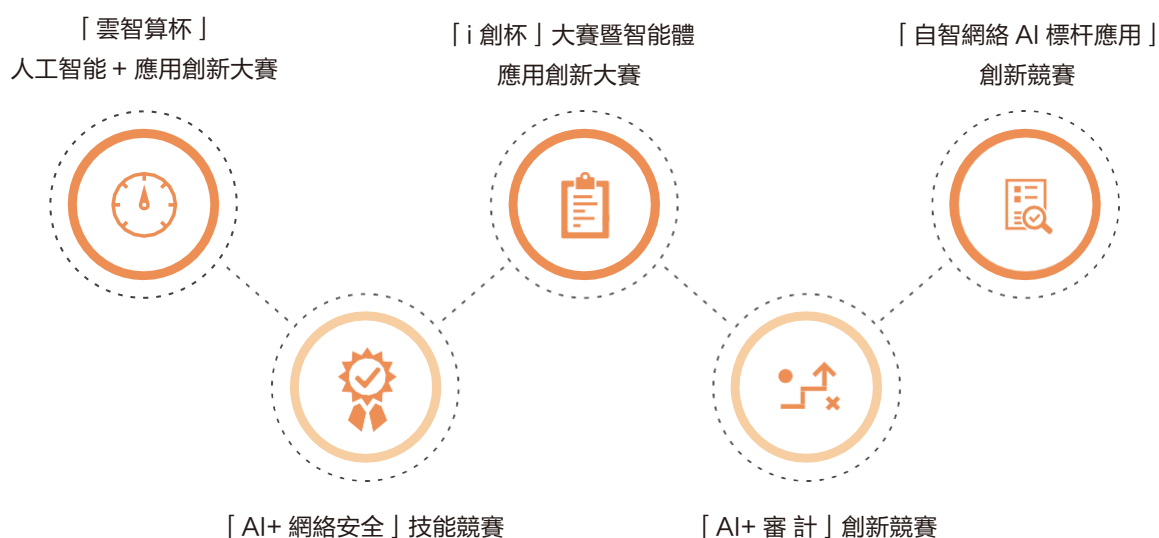 「雲智算杯」
人工智能 + 應用創新大賽
「i 創杯」大賽暨智能體
應用創新大賽
「自智網絡 AI 標杆應用」
創新競賽
「AI+ 網絡安全」技能競賽
「AI+ 審 計」創新競賽